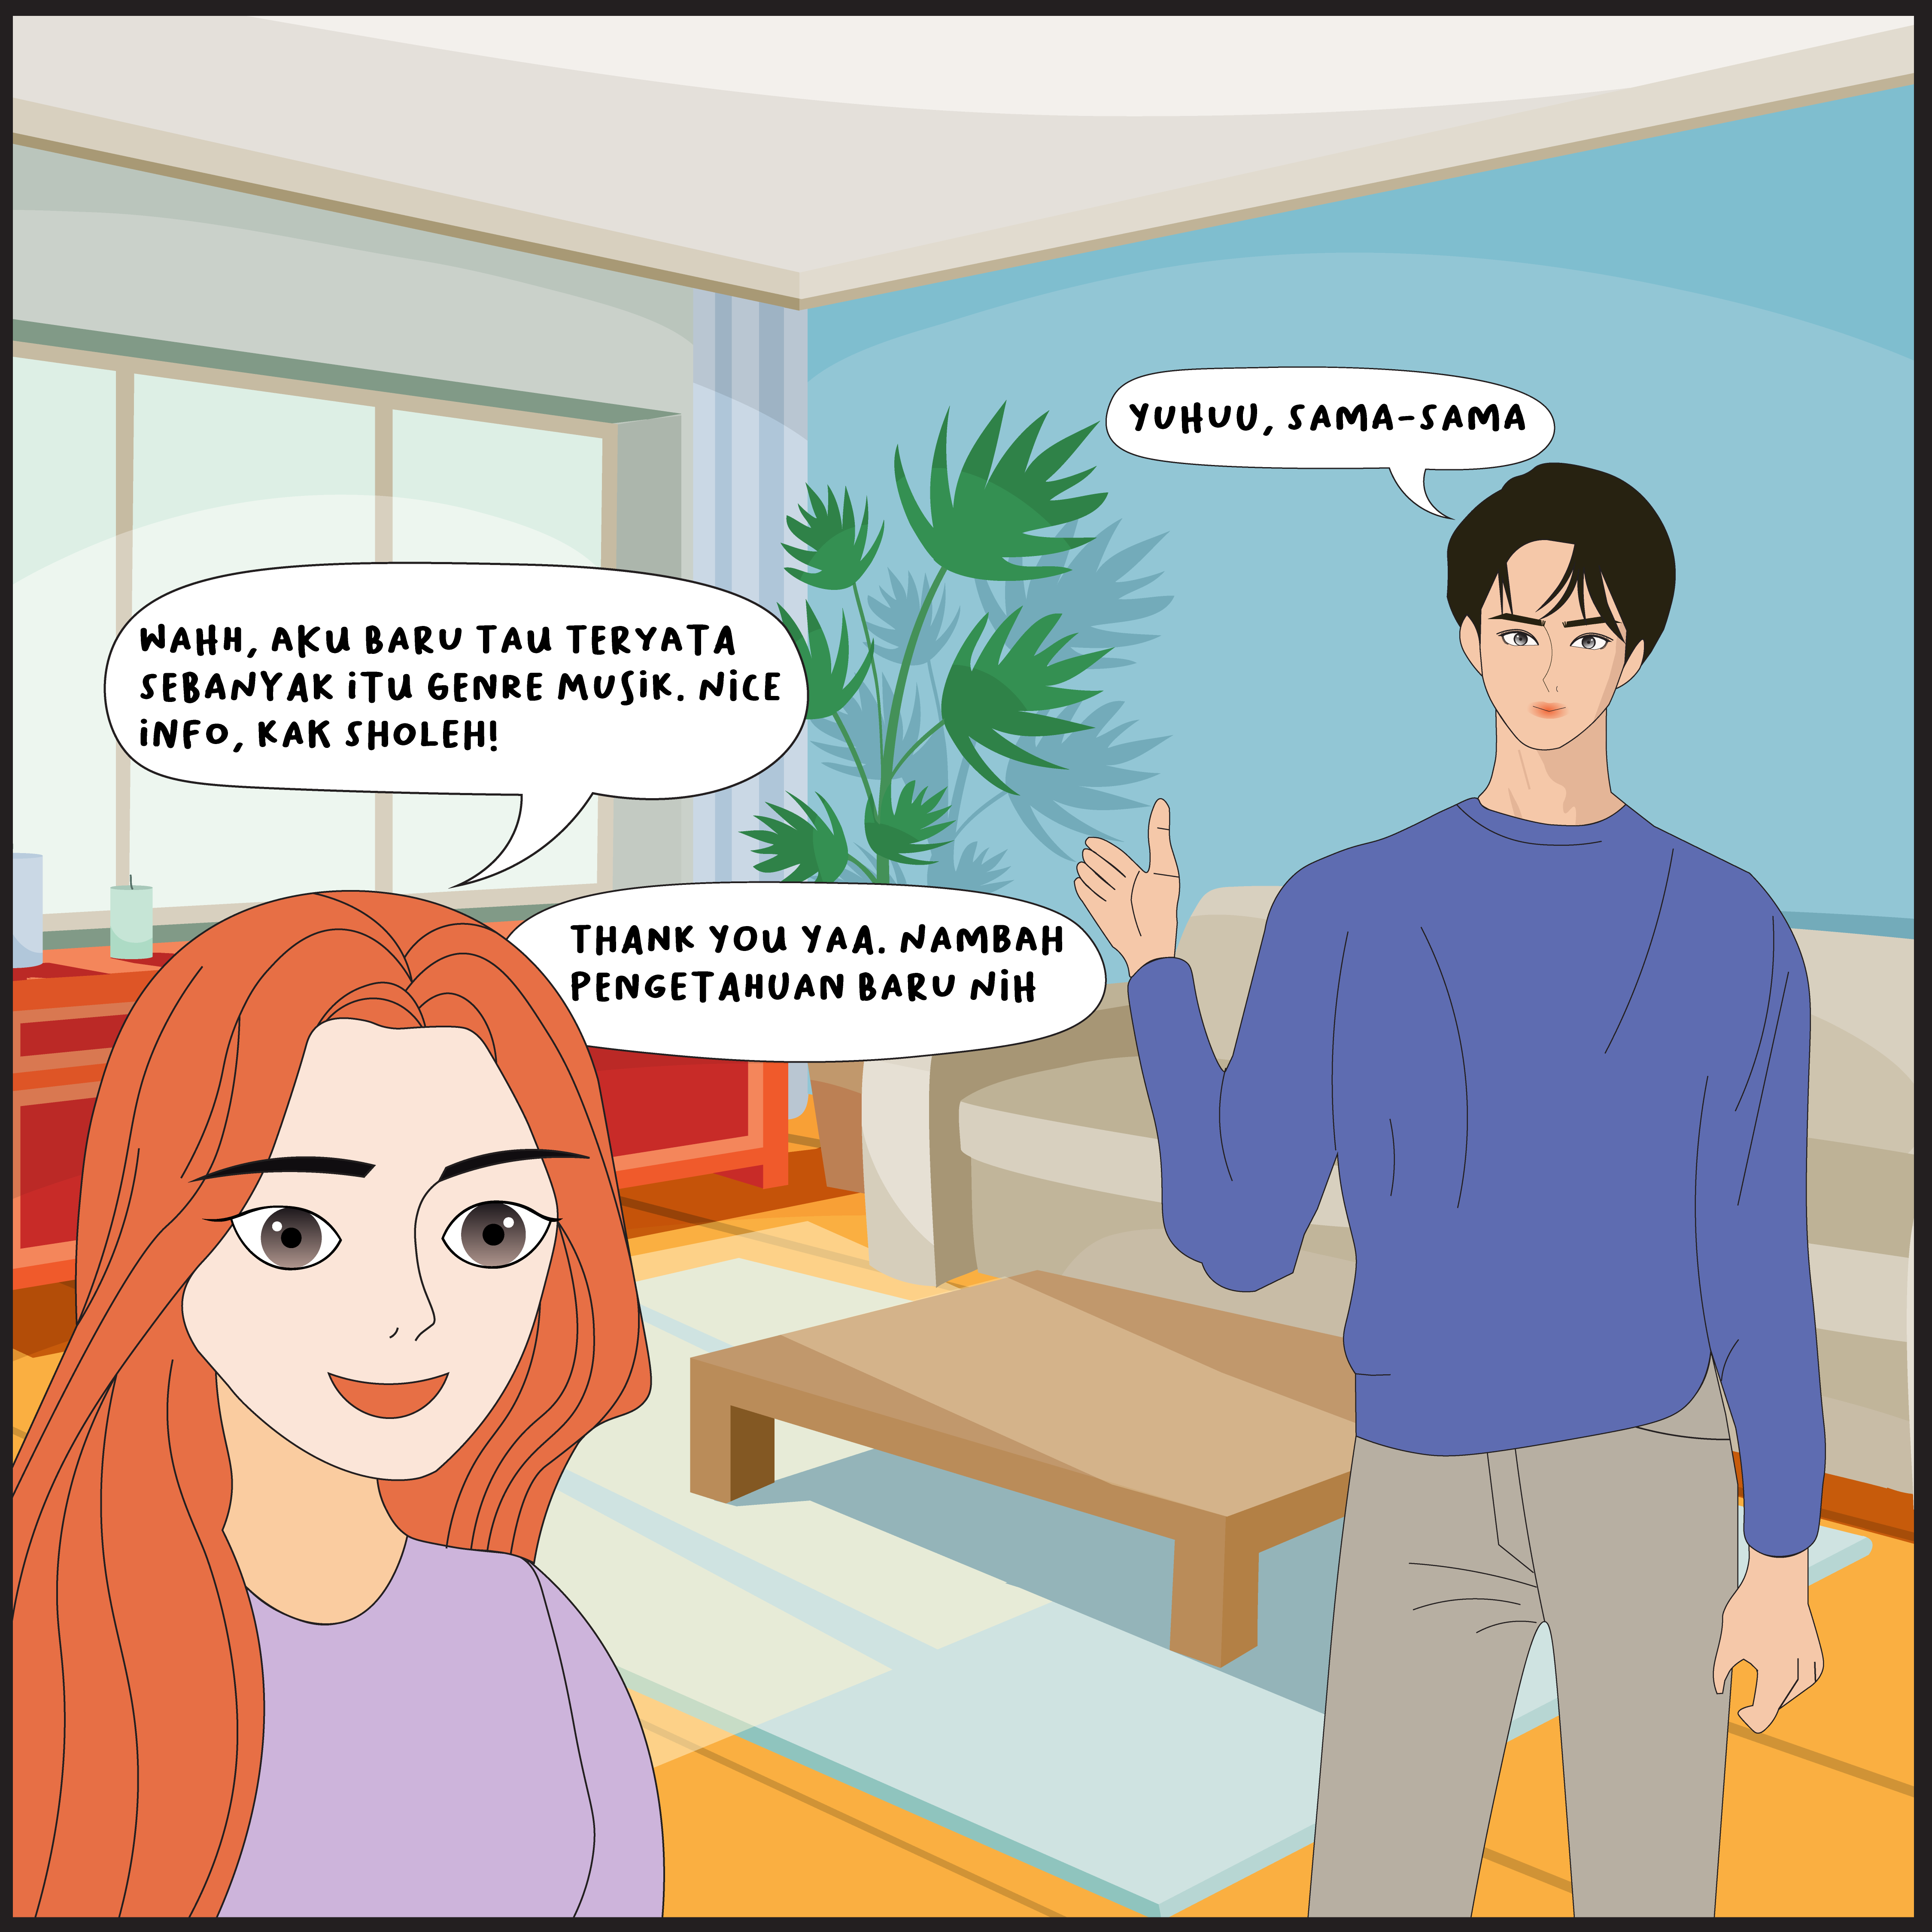 WAHH, AKU BARU TAU TERYATA
SEBANYAK iTU GENRE MUSiK. NiCE
iNFO, KAK SHOLEH!
THANK YOU YAA. NAMBAH
PENGETAHUAN BARU NiH
YUHUU, SAMA-SAMA